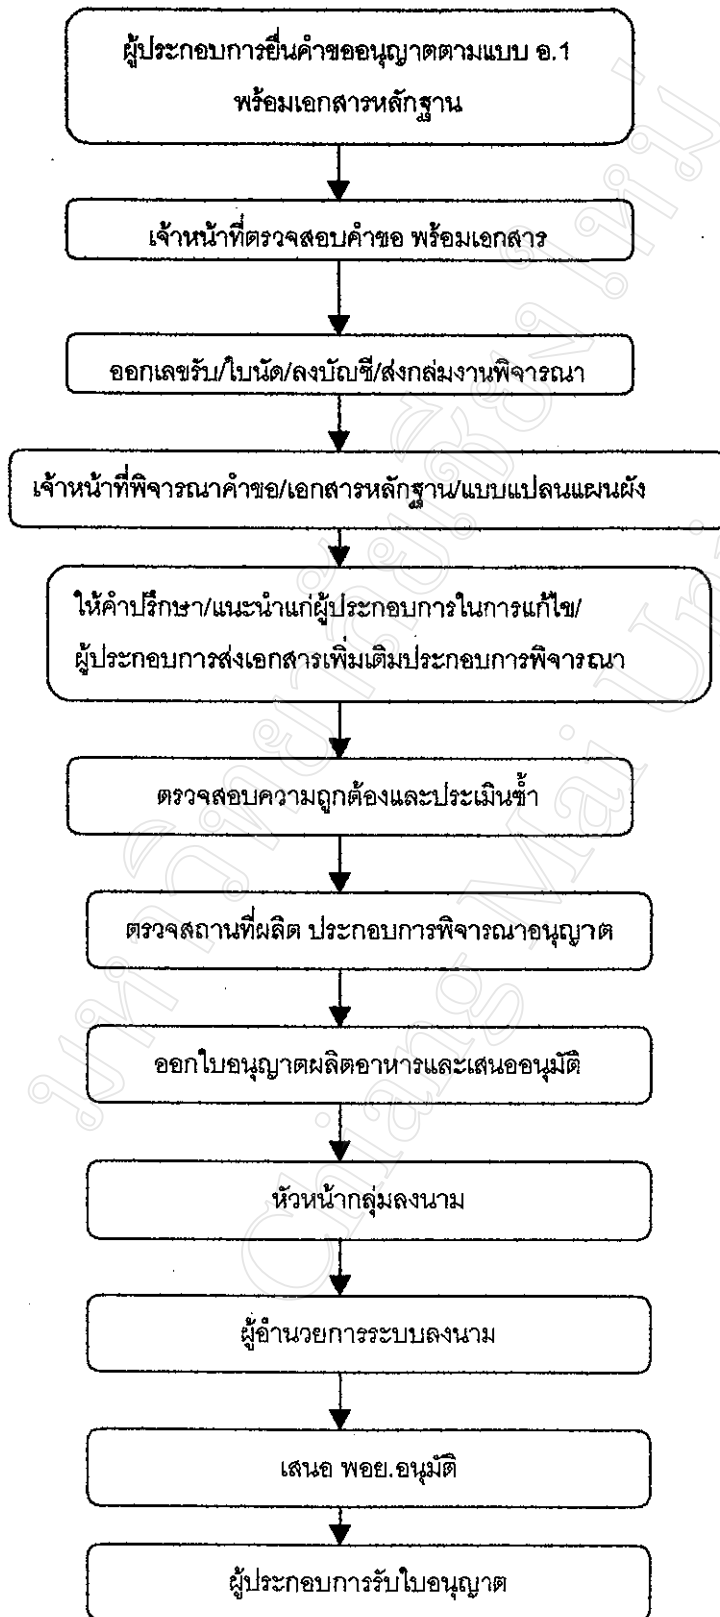 ผู้ประกอบการยื่นคำขออนุญาตตามแบบ อ.1
พร้อมเอกสารหลักฐาน
เจ้าหน้าที่ตรวจสอบคำขอ พร้อมเอกสาร
ออกเลขรับ/ใบนัด/ลงบัญชี/ส่งกลุ่มงานพิจารณา
เจ้าหน้าที่พิจารณาคำขอ/เอกสารหลักฐาน/แบบแปลนแผนผัง
ให้คำปรึกษา/แนะนำแก่ผู้ประกอบการในการแก้ไข/
ผู้ประกอบการส่งเอกสารเพิ่มเติมประกอบการพิจารณา
ตรวจสอบความถูกต้องและประเมินซ้ำ
ตรวจสถานที่ผลิต ประกอบการพิจารณาอนุญาต
ออกใบอนุญาตผลิตอาหารและเสนออนุมัติ
หัวหน้ากลุ่มลงนาม
ผู้อำนวยการระบบลงนาม
เสนอ พอย.อนุมัติ
ผู้ประกอบการรับใบอนุญาต
มหาวิทยาลัยเชียงใหม่
Chiang Mai Uni